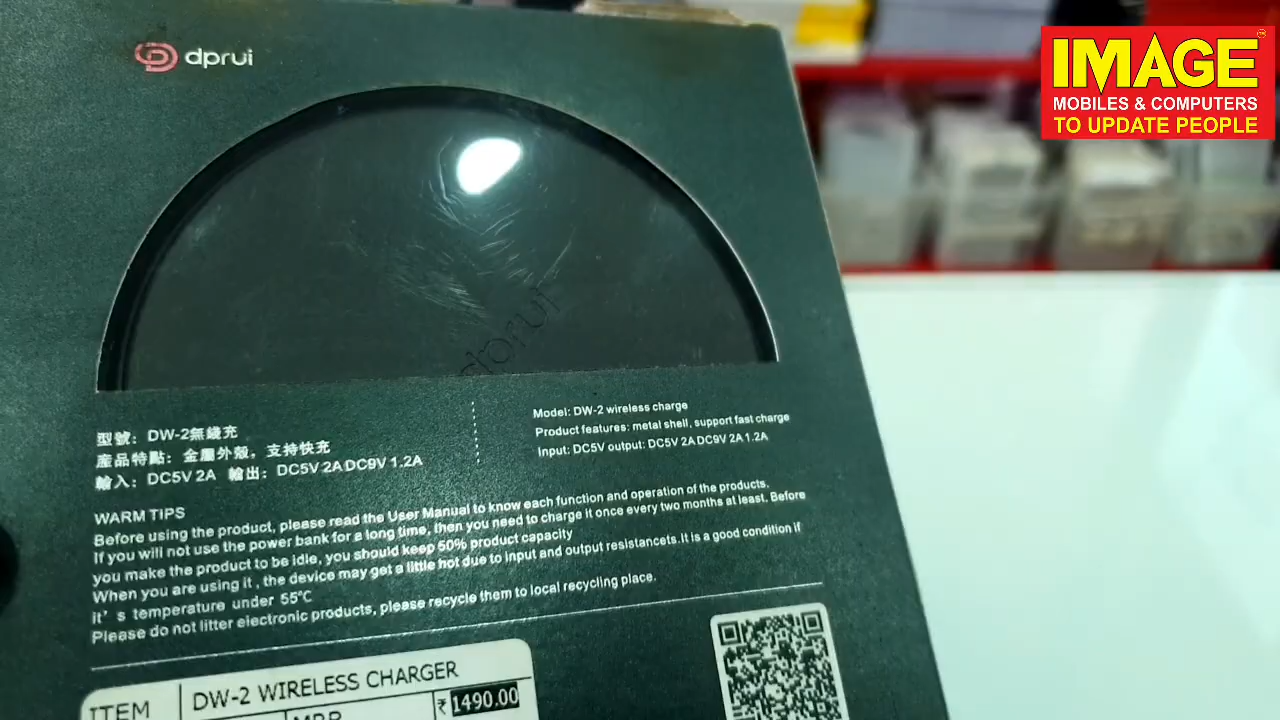 dprui
IMAGE
MOBILES & COMPUTERS
TO UPDATE PEOPLE
dprui
型號：DW-2無綫充
産品特點：金屬外殼，支持快充
輸入：DC5V 2A 輸出：DC5V 2A DC9V 1.2A
Model: DW-2 wireless charge
Product features: metal shell, support fast charge
Input: DC5V output: DC5V 2A DC9V 2A 1.2A
WARM TIPS
Before using the product, please read the User Manual to know each function and operation of the products.
If you will not use the power bank for a long time, then you need to charge it once every two months at least. Before
you make the product to be idle, you should keep 50% product capacity
When you are using it , the device may get a little hot due to input and output resistancets.It is a good condition if
it's temperature under 55°C
Please do not litter electronic products, please recycle them to local recycling place.
ITEM DW-2 WIRELESS CHARGER
MRP ₹1490.00